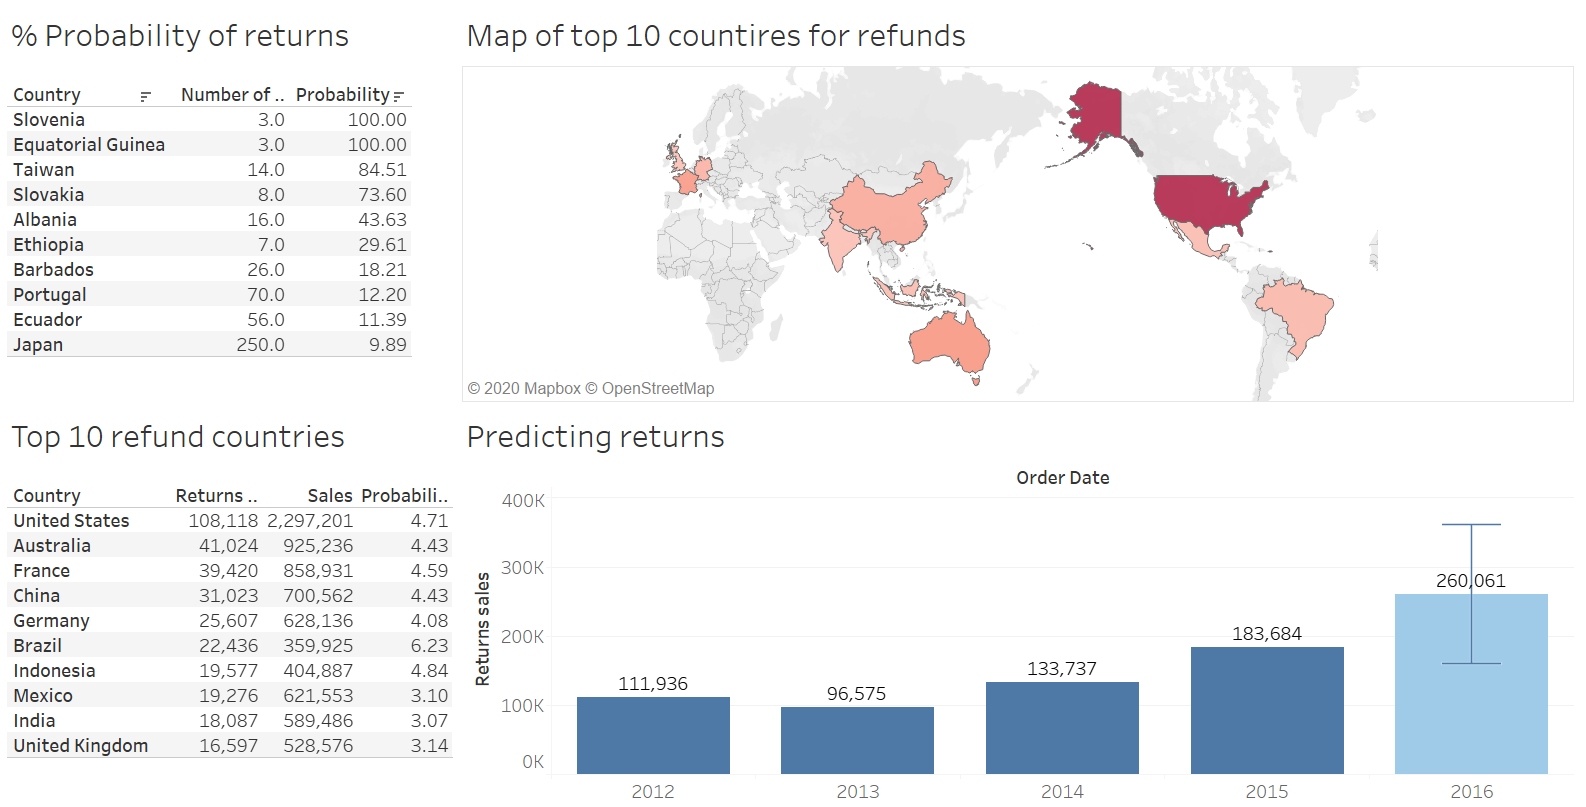 % Probability of returns
Country Number of .. Probability
Slovenia 3.0 100.00
Equatorial Guinea 3.0 100.00
Taiwan 14.0 84.51
Slovakia 8.0 73.60
Albania 16.0 43.63
Ethiopia 7.0 29.61
Barbados 26.0 18.21
Portugal 70.0 12.20
Ecuador 56.0 11.39
Japan 250.0 9.89
Map of top 10 countires for refunds
© 2020 Mapbox © OpenStreetMap
Top 10 refund countries
Country Returns .. Sales Probabili..
United States 108,118 2,297,201 4.71
Australia 41,024 925,236 4.43
France 39,420 858,931 4.59
China 31,023 700,562 4.43
Germany 25,607 628,136 4.08
Brazil 22,436 359,925 6.23
Indonesia 19,577 404,887 4.84
Mexico 19,276 621,553 3.10
India 18,087 589,486 3.07
United Kingdom 16,597 528,576 3.14
Predicting returns
Order Date
Returns sales
400K
300K
200K
100K
0K
111,936
96,575
133,737
183,684
260,061
2012 2013 2014 2015 2016